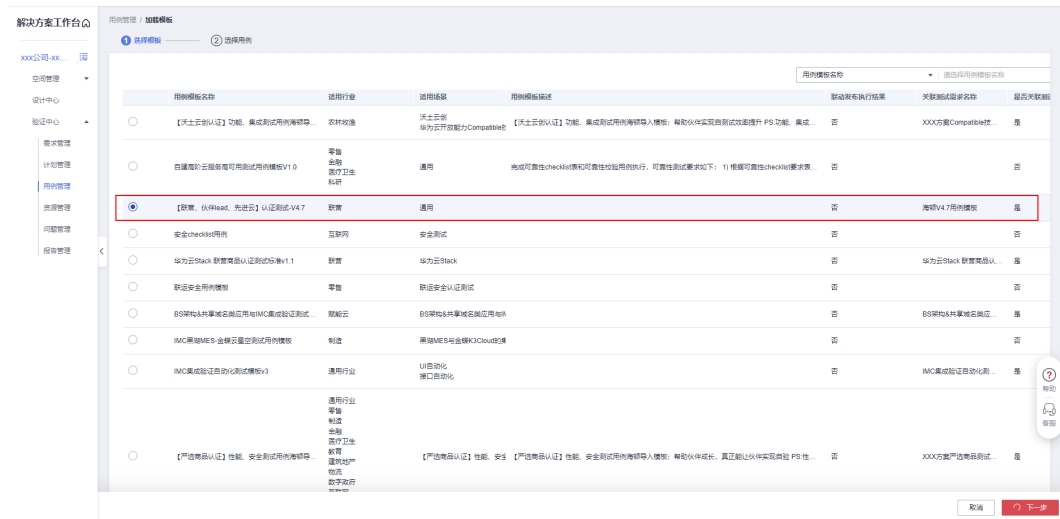 解决方案工作台
用例管理 / 加载模板
1 选择模板
2 选择用例
xxx公司-xx...
空间管理
设计中心
验证中心
需求管理
计划管理
用例管理
资源管理
问题管理
报告管理
用例模板名称
请选择用例模板名称
用例模板名称 适用行业 适用场景 用例模板描述 联动发布执行结果 关联测试需求名称 是否关联测试
【沃土云创认证】功能、集成测试用例海顿导... 农林牧渔 沃土云创 【沃土云创认证】功能、集成测试用例海顿导入模板；帮助伙伴实现自测试效率提升 PS:功能、集成... 否 XXX方案Compatible技... 是
华为云开放能力Compatible
零售
金融
自建高阶云服务高可用测试用例模板V1.0 医疗卫生 通用 完成可靠性checklist表和可靠性拉验用例执行，可靠性测试要求如下： 1) 根据可靠性checklist要求表... 否 否
科研
【联营、伙伴lead、先进云】认证测试-V4.7 联营 通用 否 海顿V4.7用例模板 是
安全checklist用例 互联网 安全测试 否 否
华为云Stack 联营商品认证测试标准v1.1 联营 华为云Stack 否 华为云Stack 联营商品认... 是
联运安全用例模板 零售 联运安全认证测试 否 否
BS架构&共享域名类应用与IMC集成验证测试... 赋能云 BS架构&共享域名类应用与 否 BS架构&共享域名类应... 是
IMC黑湖MES-金蝶云星空测试用例模板 制造 黑湖MES与金蝶K3Cloud的 否 否
IMC集成验证自动化测试模板v3 通用行业 UI自动化 否 IMC集成验证自动化测... 是
接口自动化
通用行业
零售
制造
金融
医疗卫生
教育
【严选商品认证】性能、安全测试用例海顿导... 建筑地产 【严选商品认证】性能、安全 【严选商品认证】性能、安全测试用例海顿导入模板；帮助伙伴成长，真正能让伙伴实现自验 PS:性... 否 XXX方案严选商品测试... 是
物流
数字政府
互联网
帮助
客服
取消
下一步